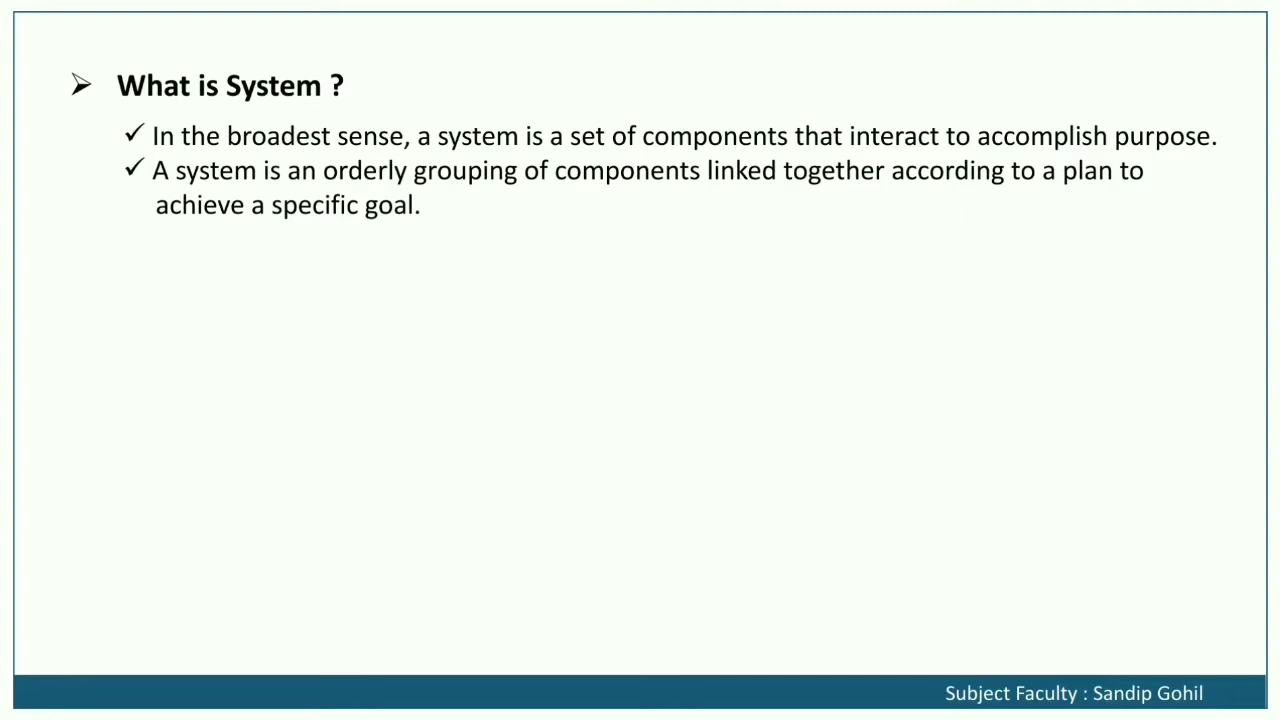 What is System ?
In the broadest sense, a system is a set of components that interact to accomplish purpose.
A system is an orderly grouping of components linked together according to a plan to
achieve a specific goal.
Subject Faculty : Sandip Gohil